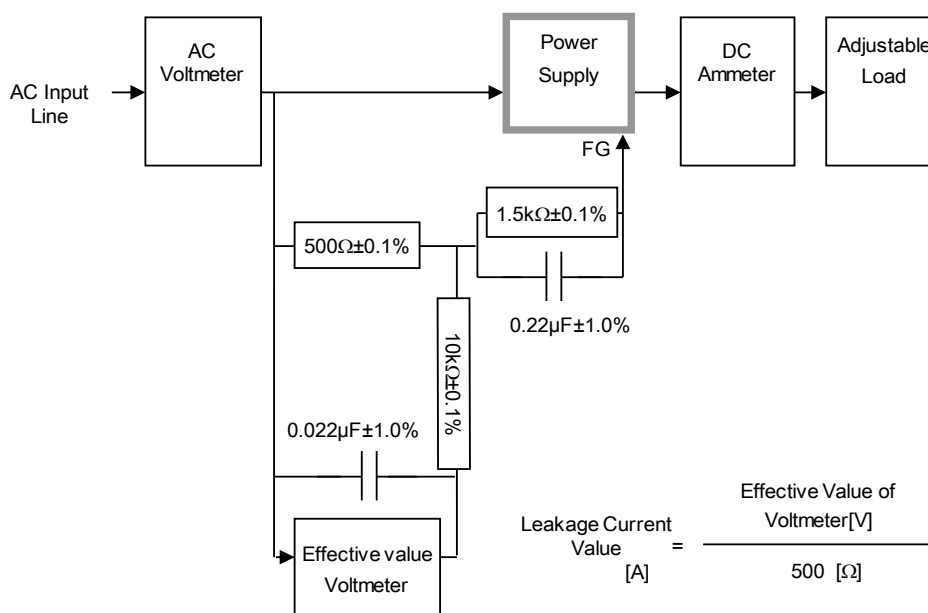 AC Input
Line
AC
Voltmeter
Power
Supply
DC
Ammeter
Adjustable
Load
FG
1.5kΩ±0.1%
500Ω±0.1%
0.22µF±1.0%
10kΩ±0.1%
0.022µF±1.0%
Effective value
Voltmeter
Leakage Current
Value
[A]
=
Effective Value of
Voltmeter[V]
500 [Ω]